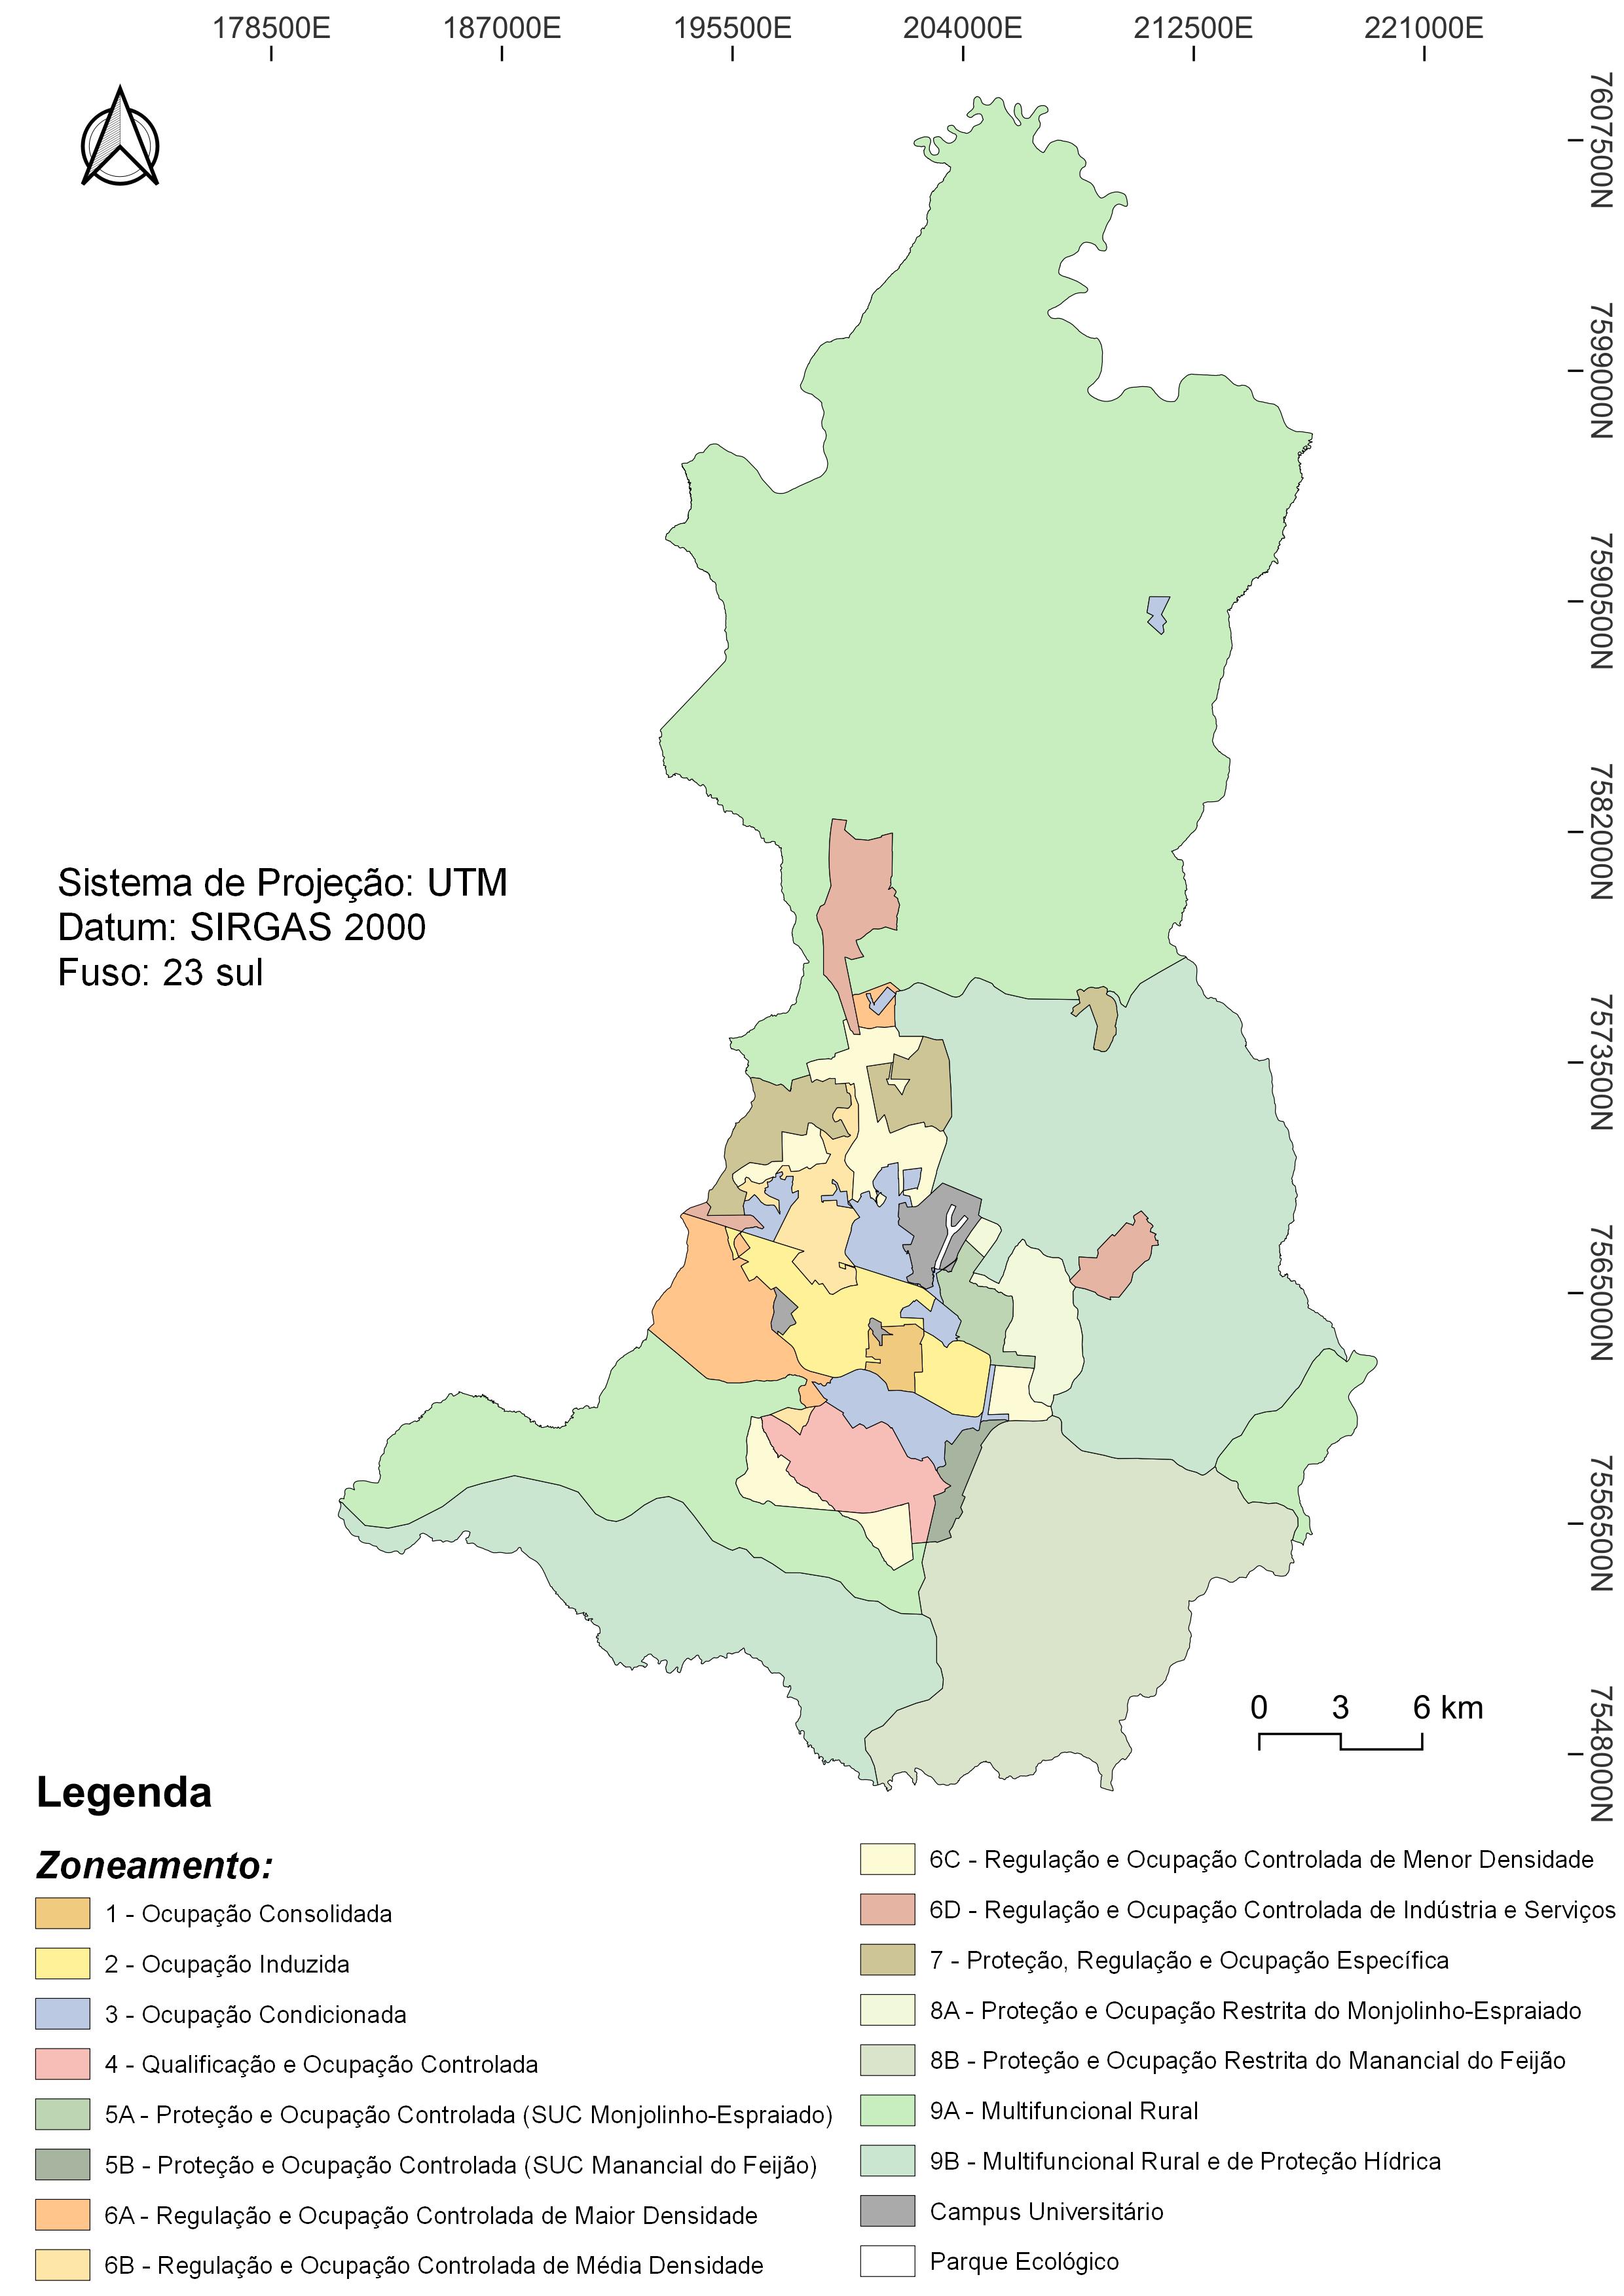 178500E 187000E 195500E 204000E 212500E 221000E
7607500N
7599000N
7590500N
7582000N
7573500N
7565000N
7556500N
7548000N
Sistema de Projeção: UTM
Datum: SIRGAS 2000
Fuso: 23 sul
0 3 6 km
Legenda
Zoneamento:
1 - Ocupação Consolidada
2 - Ocupação Induzida
3 - Ocupação Condicionada
4 - Qualificação e Ocupação Controlada
5A - Proteção e Ocupação Controlada (SUC Monjolinho-Espraiado)
5B - Proteção e Ocupação Controlada (SUC Manancial do Feijão)
6A - Regulação e Ocupação Controlada de Maior Densidade
6B - Regulação e Ocupação Controlada de Média Densidade
6C - Regulação e Ocupação Controlada de Menor Densidade
6D - Regulação e Ocupação Controlada de Indústria e Serviços
7 - Proteção, Regulação e Ocupação Específica
8A - Proteção e Ocupação Restrita do Monjolinho-Espraiado
8B - Proteção e Ocupação Restrita do Manancial do Feijão
9A - Multifuncional Rural
9B - Multifuncional Rural e de Proteção Hídrica
Campus Universitário
Parque Ecológico